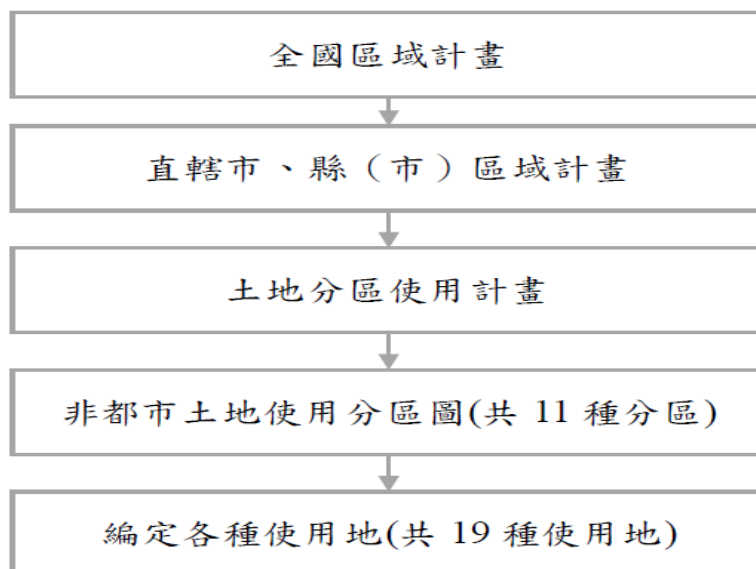 全國區域計畫
直轄市、縣（市）區域計畫
土地分區使用計畫
非都市土地使用分區圖(共 11 種分區)
編定各種使用地(共 19 種使用地)